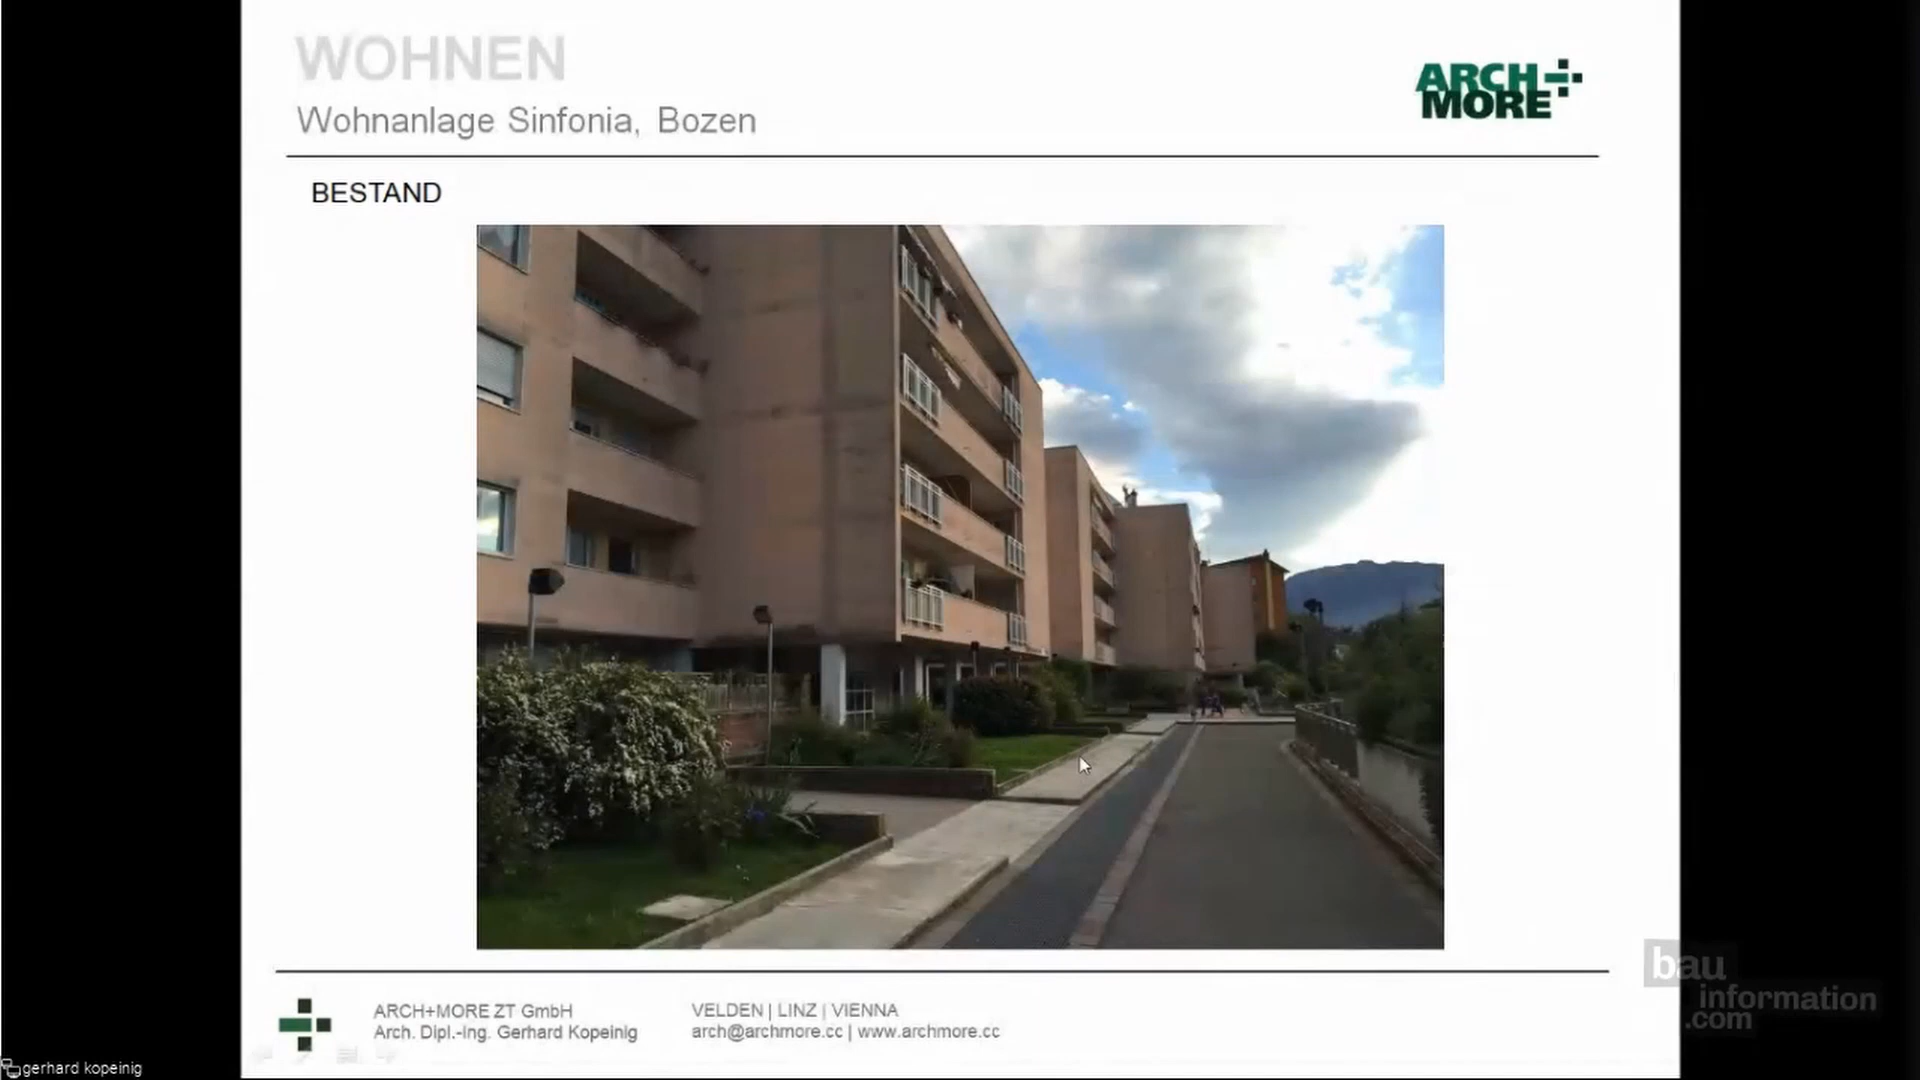 WOHNEN
Wohnanlage Sinfonia, Bozen
ARCH
MORE
BESTAND
ARCH+MORE ZT GmbH
Arch. Dipl.-Ing. Gerhard Kopeinig
VELDEN | LINZ | VIENNA
arch@archmore.cc | www.archmore.cc
bau
information
.com
gerhard kopeinig